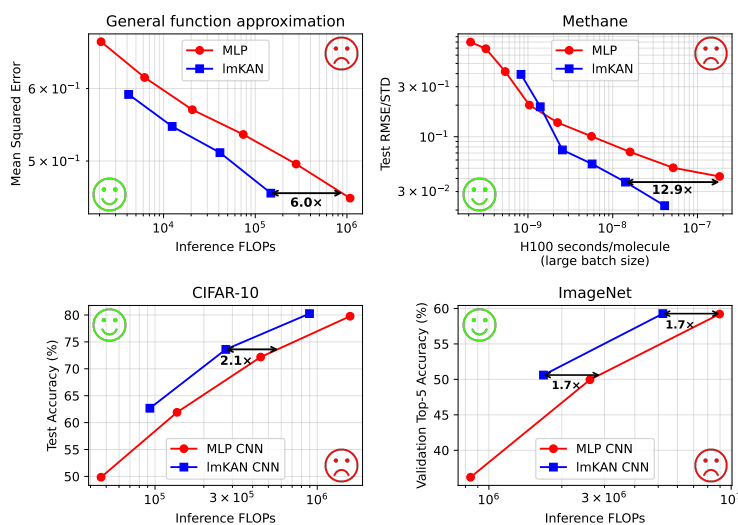 General function approximation
Mean Squared Error
6 × 10⁻¹
5 × 10⁻¹
MLP
lmKAN
6.0×
10⁴
10⁵
10⁶
Inference FLOPs
Methane
Test RMSE/STD
3 × 10⁻¹
10⁻¹
3 × 10⁻²
MLP
lmKAN
12.9×
10⁻⁹
10⁻⁸
10⁻⁷
H100 seconds/molecule
(large batch size)
CIFAR-10
Test Accuracy (%)
80
75
70
65
60
55
50
2.1×
MLP CNN
lmKAN CNN
10⁵
3 × 10⁵
10⁶
Inference FLOPs
ImageNet
Validation Top-5 Accuracy (%)
60
55
50
45
40
1.7×
1.7×
MLP CNN
lmKAN CNN
10⁶
3 × 10⁶
Inference FLOPs